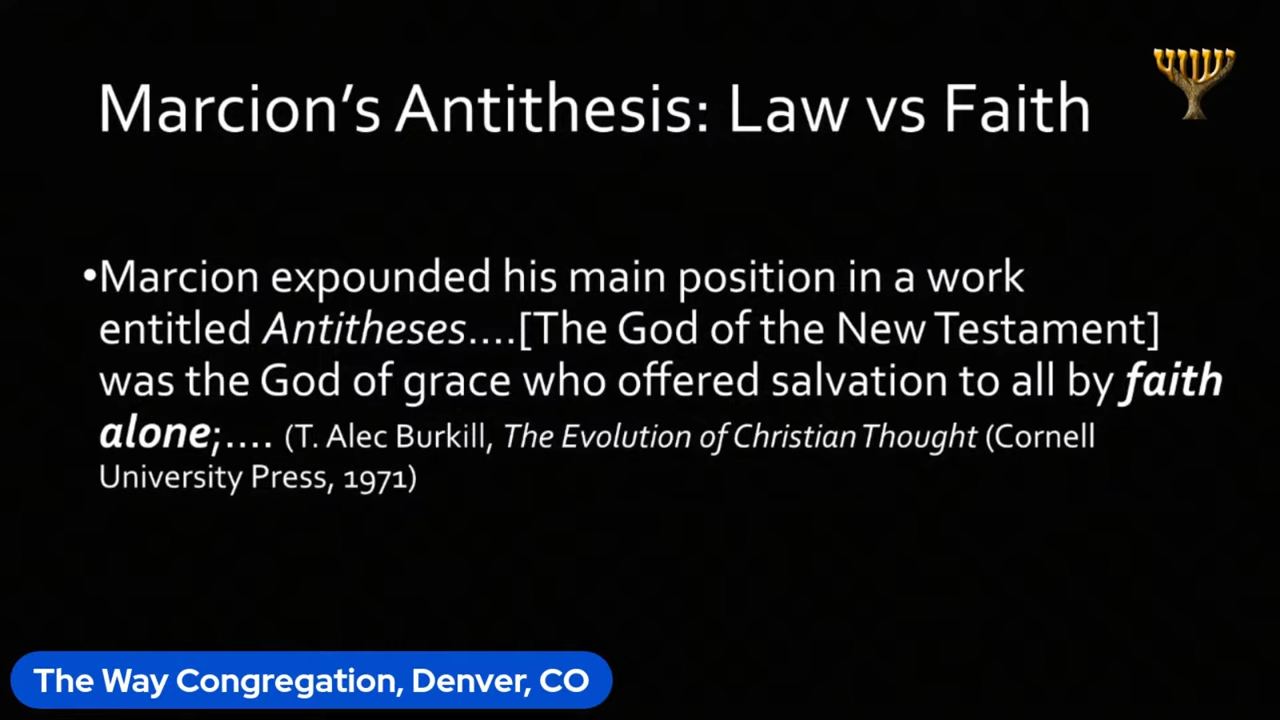 Marcion’s Antithesis: Law vs Faith
•Marcion expounded his main position in a work
entitled Antitheses....[The God of the New Testament]
was the God of grace who offered salvation to all by faith
alone;.... (T. Alec Burkill, The Evolution of Christian Thought (Cornell
University Press, 1971)
The Way Congregation, Denver, CO